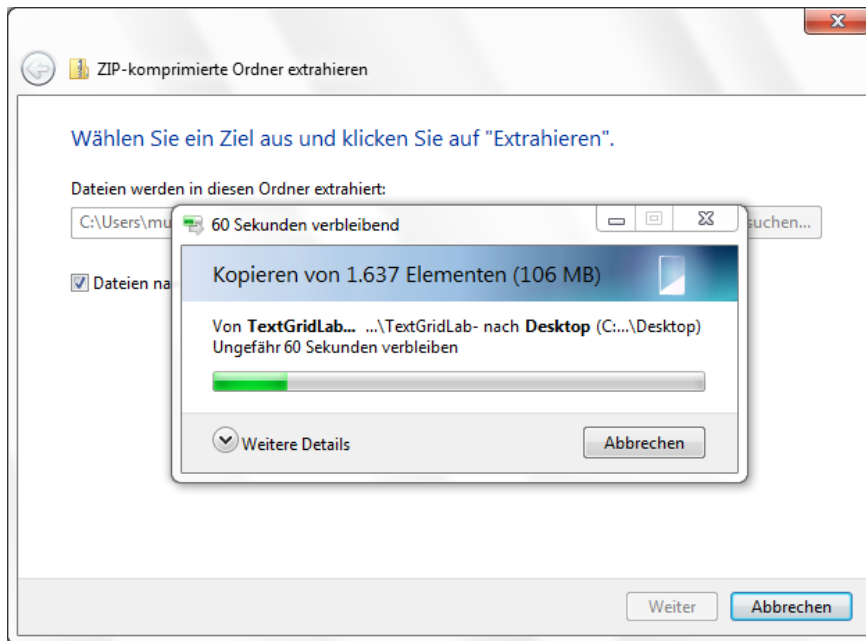 ZIP-komprimierte Ordner extrahieren
Wählen Sie ein Ziel aus und klicken Sie auf "Extrahieren".
Dateien werden in diesen Ordner extrahiert:
C:\Users\mu
suchen...
Dateien na
60 Sekunden verbleibend
Kopieren von 1.637 Elementen (106 MB)
Von TextGridLab... ...\TextGridLab- nach Desktop (C:...\Desktop)
Ungefähr 60 Sekunden verbleiben
Weitere Details
Abbrechen
Weiter
Abbrechen